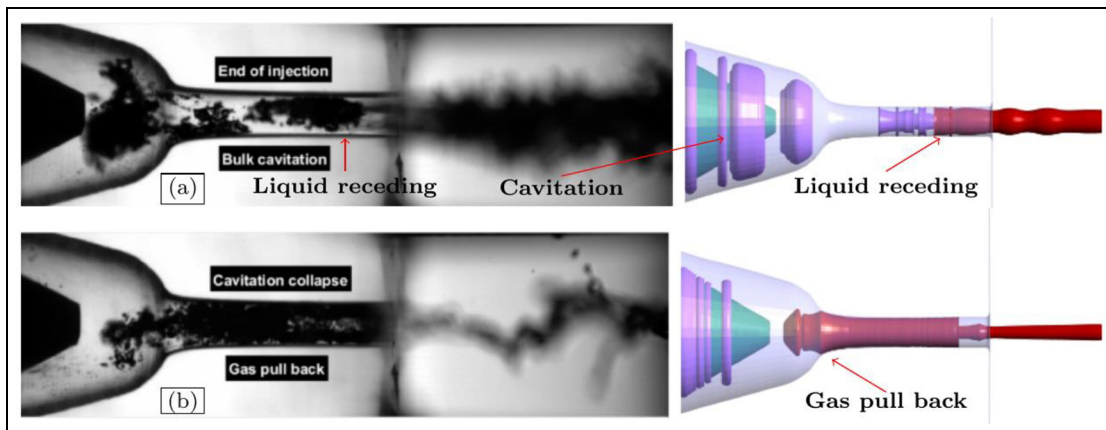 End of injection
Bulk cavitation
(a)
Liquid receding
Cavitation
Liquid receding
Cavitation collapse
Gas pull back
(b)
Gas pull back